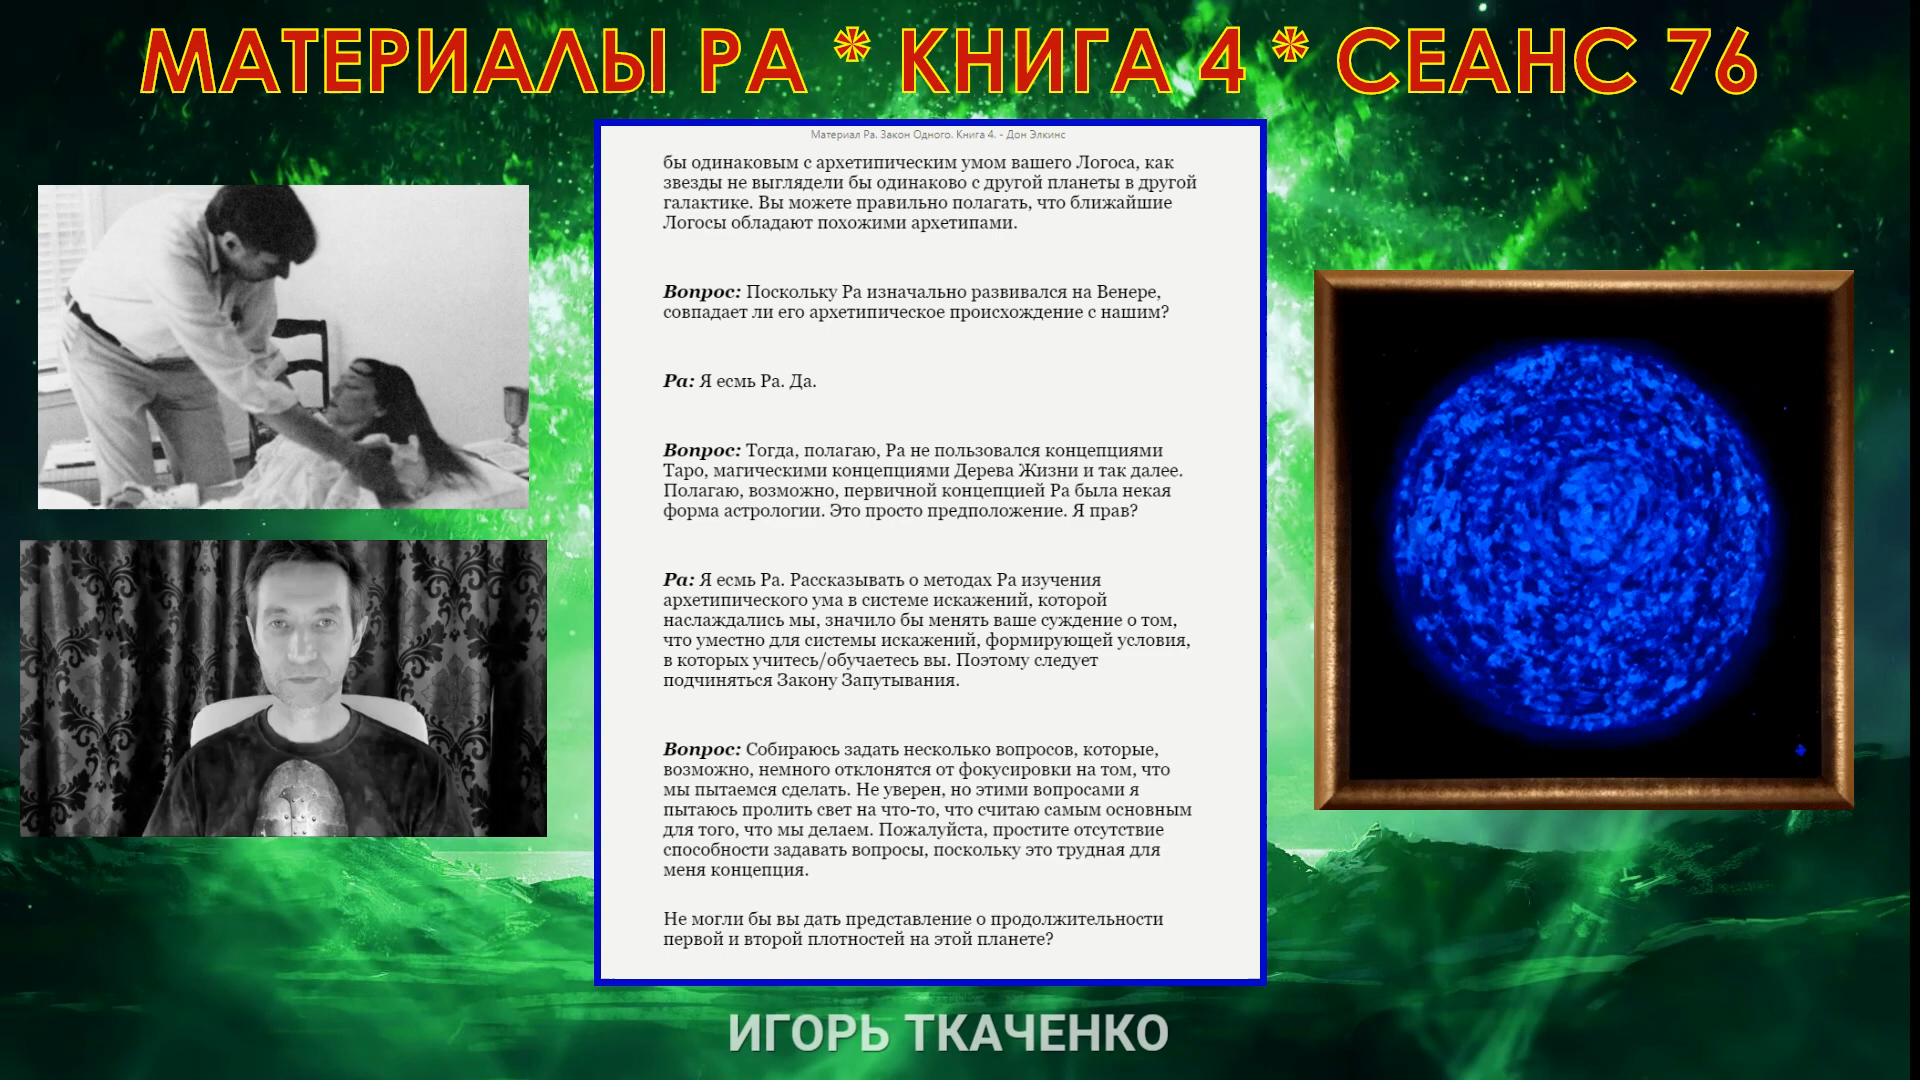 МАТЕРИАЛЫ РА * КНИГА 4 * СЕАНС 76
Материал Ра. Закон Одного. Книга 4. - Дон Элкинс
бы одинаковым с архетипическим умом вашего Логоса, как
звезды не выглядели бы одинаково с другой планеты в другой
галактике. Вы можете правильно полагать, что ближайшие
Логосы обладают похожими архетипами.
Вопрос: Поскольку Ра изначально развивался на Венере,
совпадает ли его архетипическое происхождение с нашим?
Ра: Я есмь Ра. Да.
Вопрос: Тогда, полагаю, Ра не пользовался концепциями
Таро, магическими концепциями Дерева Жизни и так далее.
Полагаю, возможно, первичной концепцией Ра была некая
форма астрологии. Это просто предположение. Я прав?
Ра: Я есмь Ра. Рассказывать о методах Ра изучения
архетипического ума в системе искажений, которой
наслаждались мы, значило бы менять ваше суждение о том,
что уместно для системы искажений, формирующей условия,
в которых учитесь/обучаетесь вы. Поэтому следует
подчиняться Закону Запутывания.
Вопрос: Собираюсь задать несколько вопросов, которые,
возможно, немного отклонятся от фокусировки на том, что
мы пытаемся сделать. Не уверен, но этими вопросами я
пытаюсь пролить свет на что-то, что считаю самым основным
для того, что мы делаем. Пожалуйста, простите отсутствие
способности задавать вопросы, поскольку это трудная для
меня концепция.
Не могли бы вы дать представление о продолжительности
первой и второй плотностей на этой планете?
ИГОРЬ ТКАЧЕНКО